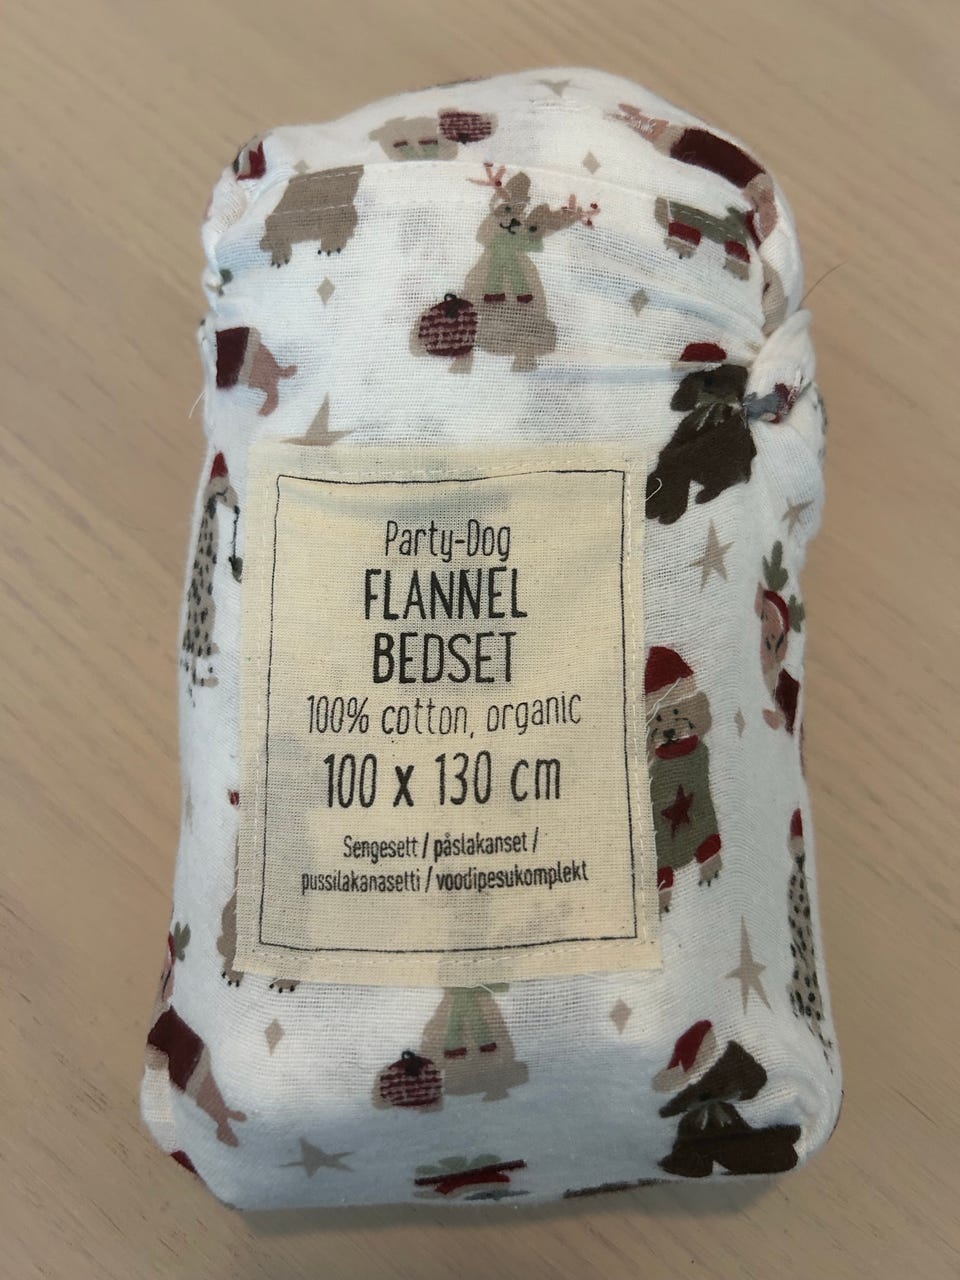 Party-Dog
FLANNEL
BEDSET
100% cotton, organic
100 x 130 cm
Sengesett / påslakanset /
pussilakanasetti / voodipesukomplekt